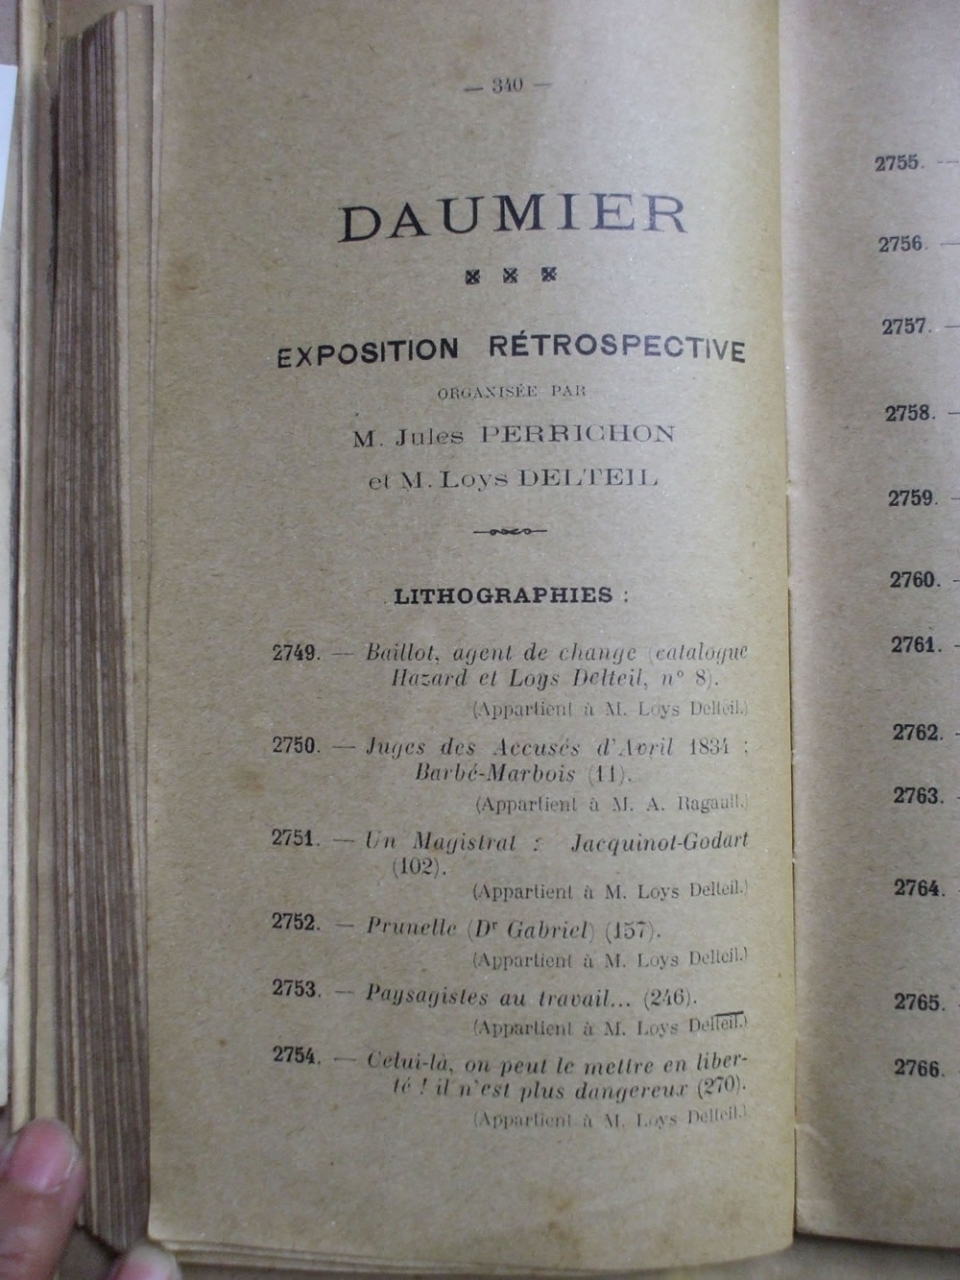 — 340 —
DAUMIER
EXPOSITION RÉTROSPECTIVE
ORGANISÉE PAR
M. Jules PERRICHON
et M. Loys DELTEIL
LITHOGRAPHIES :
2749. — Baillot, agent de change (catalogue
Hazard et Loys Delteil, n° 8).
(Appartient à M. Loys Delteil.)
2750. — Juges des Accusés d'Avril 1834 :
Barbé-Marbois (11).
(Appartient à M. A. Ragault.)
2751. — Un Magistrat : Jacquinot-Godart
(102).
(Appartient à M. Loys Delteil.)
2752. — Prunelle (Dr Gabriel) (157).
(Appartient à M. Loys Delteil.)
2753. — Paysagistes au travail... (246).
(Appartient à M. Loys Delteil.)
2754. — Celui-là, on peut le mettre en liber-
té ! il n'est plus dangereux (270).
(Appartient à M. Loys Delteil.)
2755. —
2756. —
2757. —
2758. —
2759. —
2760. —
2761. —
2762. —
2763. —
2764. —
2765. —
2766. —